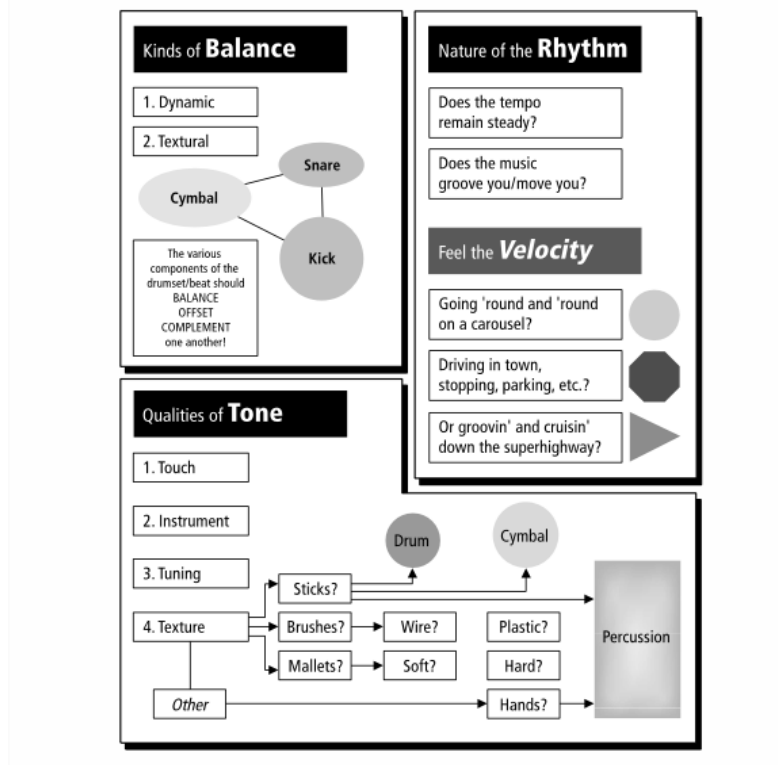 Kinds of Balance
1. Dynamic
2. Textural
Snare
Cymbal
Kick
The various
components of the
drumset/beat should
BALANCE
OFFSET
COMPLEMENT
one another!
Nature of the Rhythm
Does the tempo
remain steady?
Does the music
groove you/move you?
Feel the Velocity
Going 'round and 'round
on a carousel?
Driving in town,
stopping, parking, etc.?
Or groovin' and cruisin'
down the superhighway?
Qualities of Tone
1. Touch
2. Instrument
3. Tuning
4. Texture
Other
Sticks?
Brushes?
Mallets?
Drum
Cymbal
Wire?
Plastic?
Soft?
Hard?
Hands?
Percussion